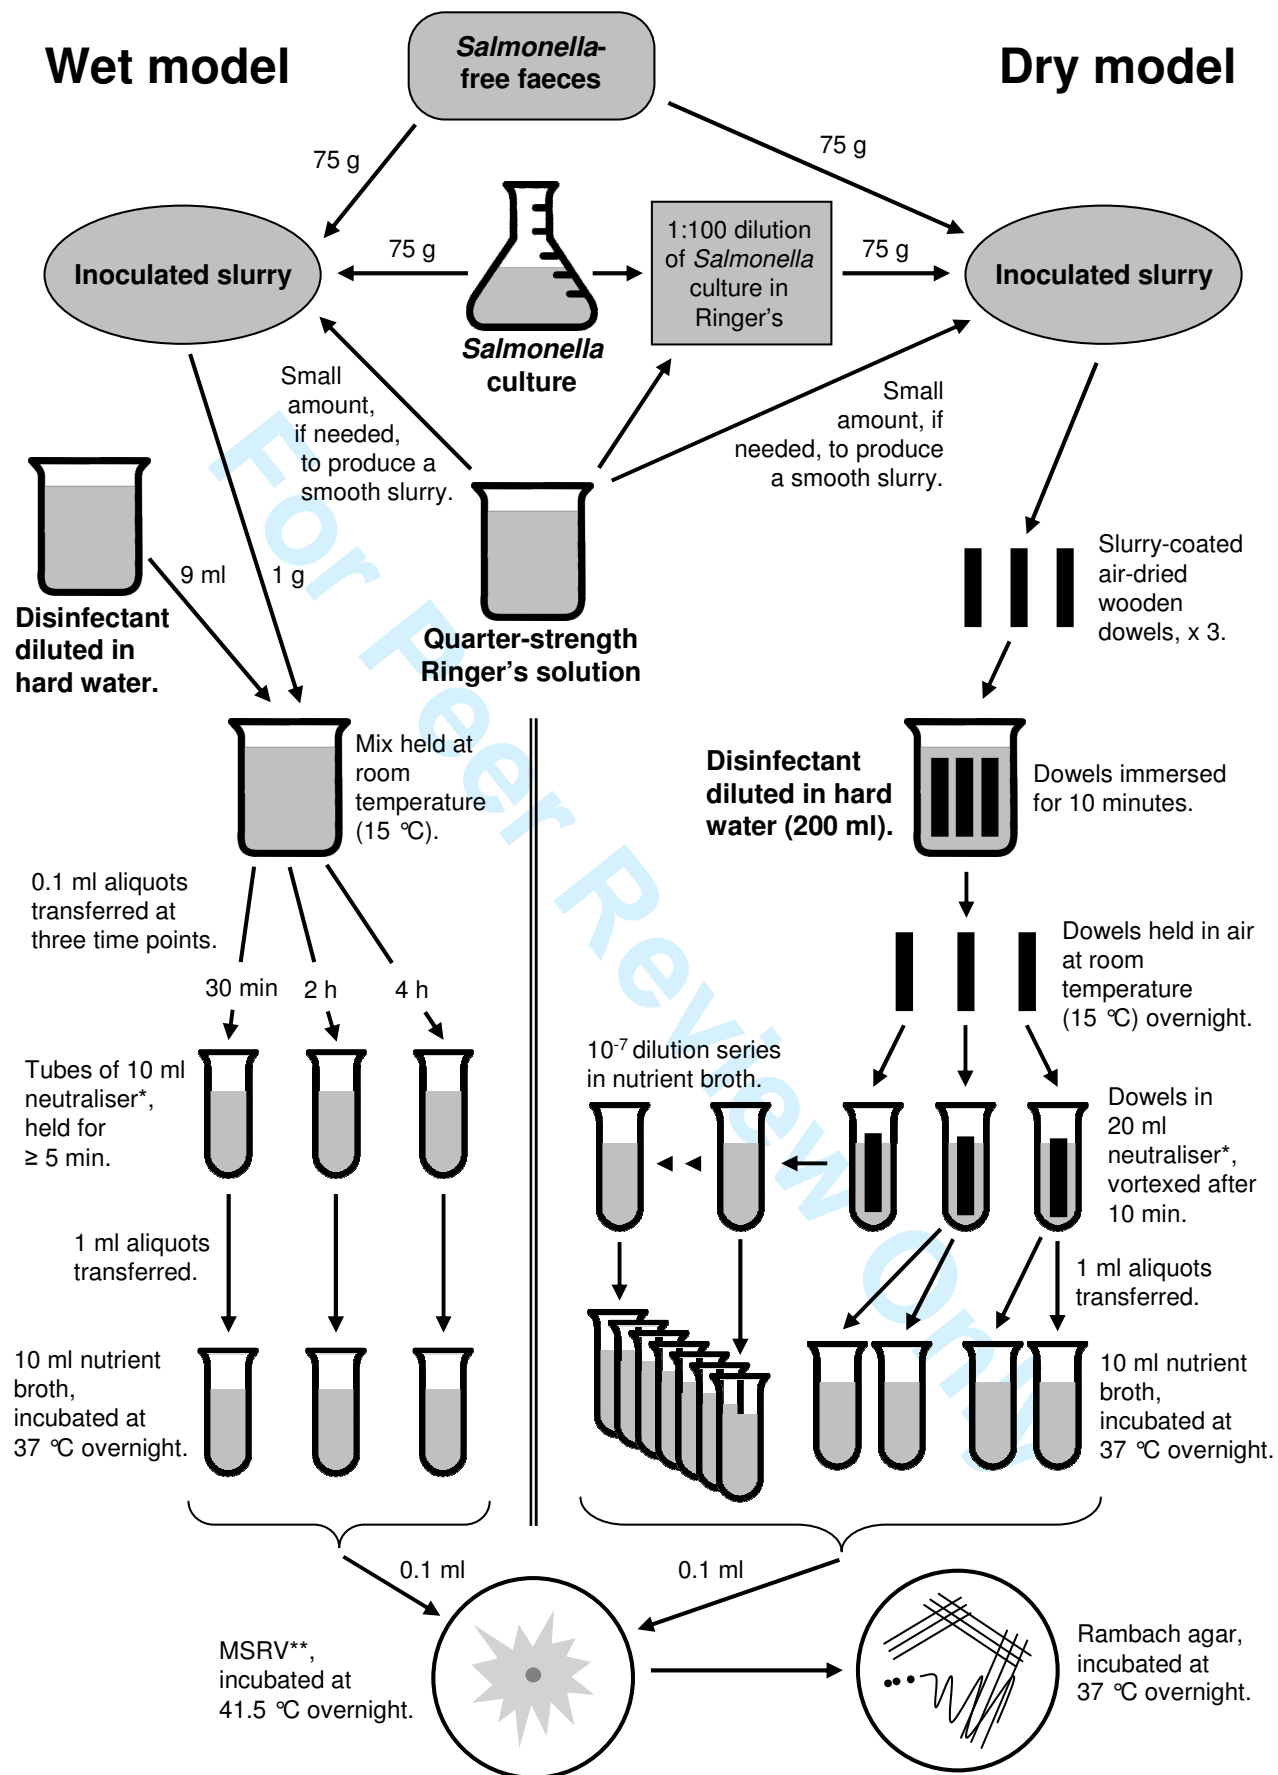 Wet model
Salmonella-
free faeces
Dry model
75 g
75 g
Inoculated slurry
75 g
1:100 dilution
of Salmonella
culture in
Ringer's
75 g
Inoculated slurry
Salmonella
culture
Small
amount,
if needed,
to produce a
smooth slurry.
Small
amount, if
needed, to produce
a smooth slurry.
9 ml
1 g
Disinfectant
diluted in
hard water.
Quarter-strength
Ringer's solution
Slurry-coated
air-dried
wooden
dowels, x 3.
Mix held at
room
temperature
(15 °C).
Disinfectant
diluted in hard
water (200 ml).
Dowels immersed
for 10 minutes.
0.1 ml aliquots
transferred at
three time points.
30 min
2 h
4 h
Dowels held in air
at room
temperature
(15 °C) overnight.
Tubes of 10 ml
neutraliser*,
held for
≥ 5 min.
10-7 dilution series
in nutrient broth.
Dowels in
20 ml
neutraliser*,
vortexed after
10 min.
1 ml aliquots
transferred.
1 ml aliquots
transferred.
10 ml nutrient
broth,
incubated at
37 °C overnight.
10 ml nutrient
broth,
incubated at
37 °C overnight.
0.1 ml
0.1 ml
MSRV**,
incubated at
41.5 °C overnight.
Rambach agar,
incubated at
37 °C overnight.
For Peer Review Only